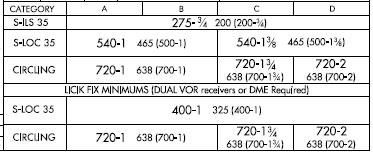 CATEGORY A B C D
S-ILS 35 275-¾ 200 (200-¾)
S-LOC 35 540-1 465 (500-1) 540-1⅜ 465 (500-1⅜)
CIRCLING 720-1 638 (700-1) 720-1¾ 638 (700-1¾) 720-2 638 (700-2)
LICIK FIX MINIMUMS (DUAL VOR receivers or DME Required)
S-LOC 35 400-1 325 (400-1)
CIRCLING 720-1 638 (700-1) 720-1¾ 638 (700-1¾) 720-2 638 (700-2)